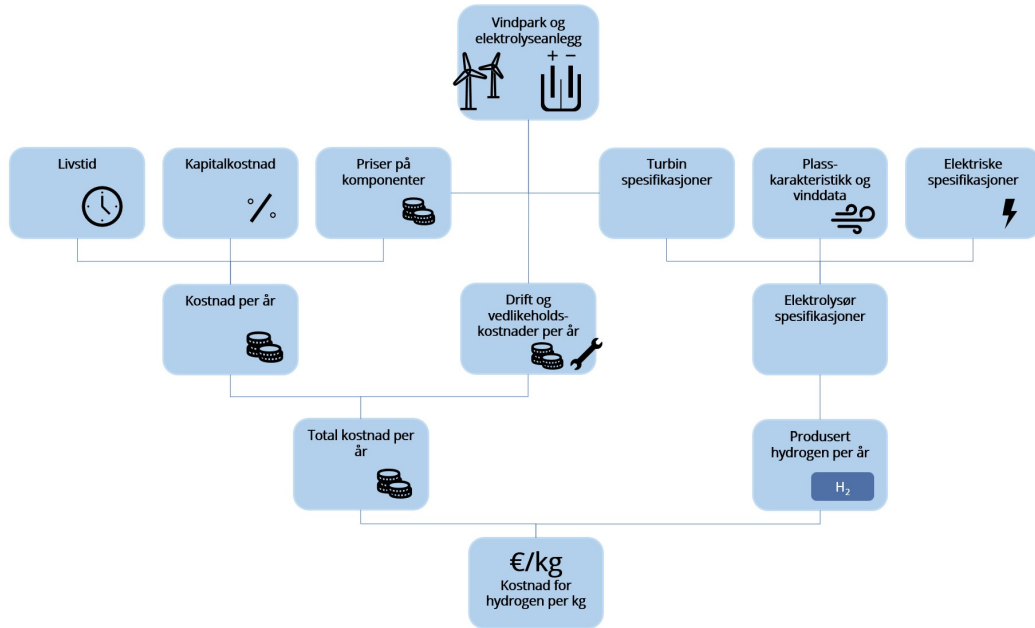 Vindpark og
elektrolyseanlegg
+ −
Livstid
Kapitalkostnad
%
Priser på
komponenter
Turbin
spesifikasjoner
Plass-
karakteristikk og
vinddata
Elektriske
spesifikasjoner
Kostnad per år
Drift og
vedlikeholds-
kostnader per år
Elektrolysør
spesifikasjoner
Total kostnad per
år
Produsert
hydrogen per år
H₂
€/kg
Kostnad for
hydrogen per kg